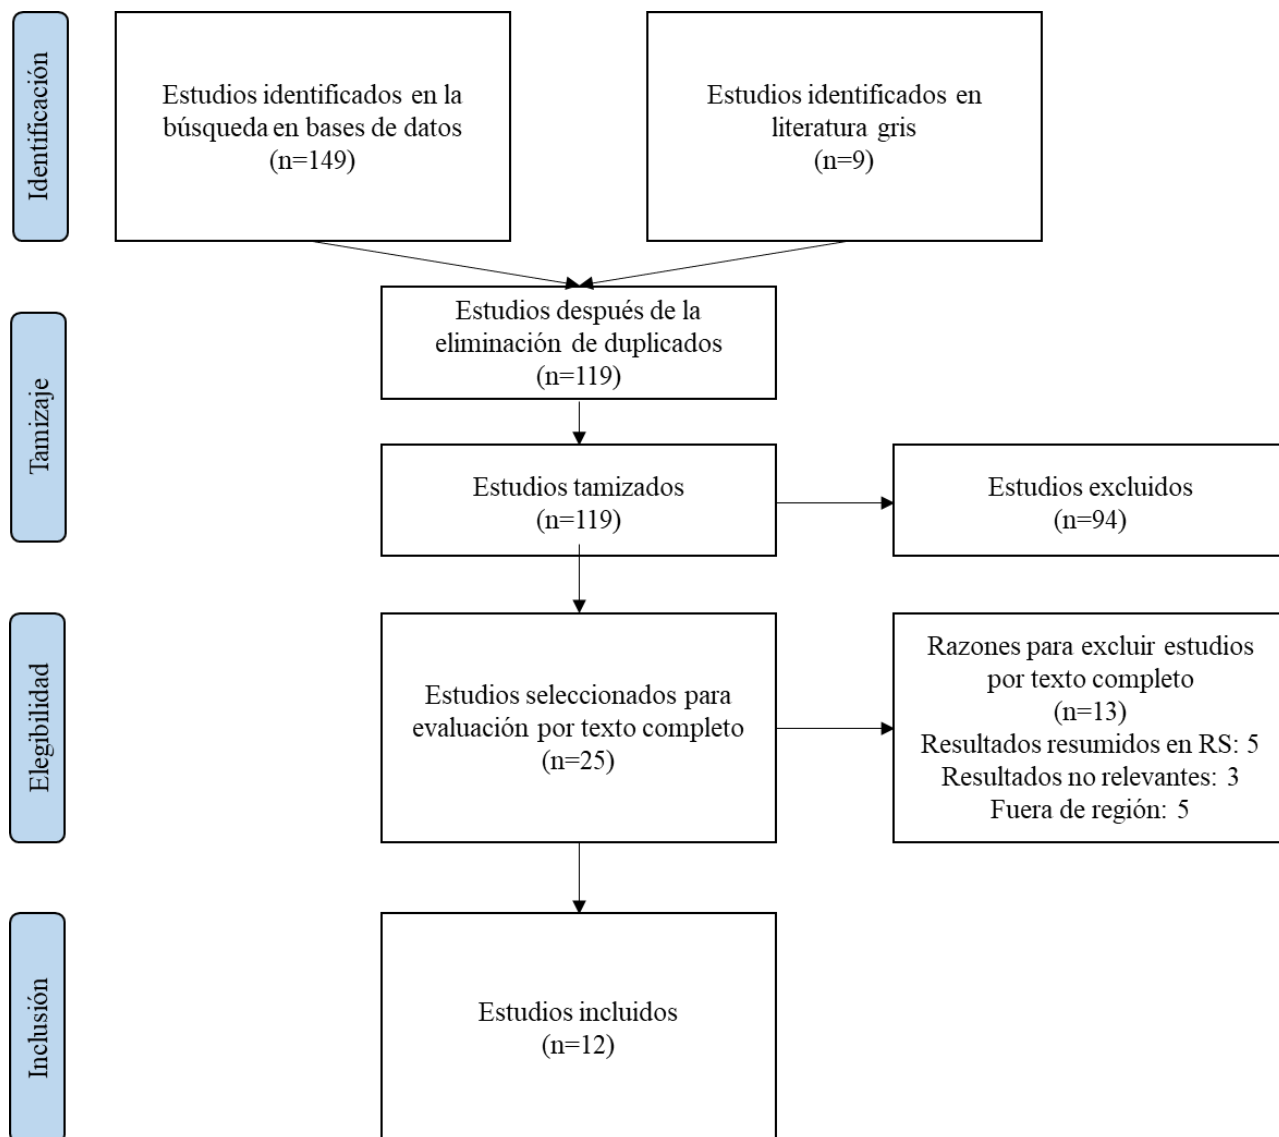 Identificación
Estudios identificados en la
búsqueda en bases de datos
(n=149)
Estudios identificados en
literatura gris
(n=9)
Tamizaje
Estudios después de la
eliminación de duplicados
(n=119)
Estudios tamizados
(n=119)
Estudios excluidos
(n=94)
Elegibilidad
Estudios seleccionados para
evaluación por texto completo
(n=25)
Razones para excluir estudios
por texto completo
(n=13)
Resultados resumidos en RS: 5
Resultados no relevantes: 3
Fuera de región: 5
Inclusión
Estudios incluidos
(n=12)